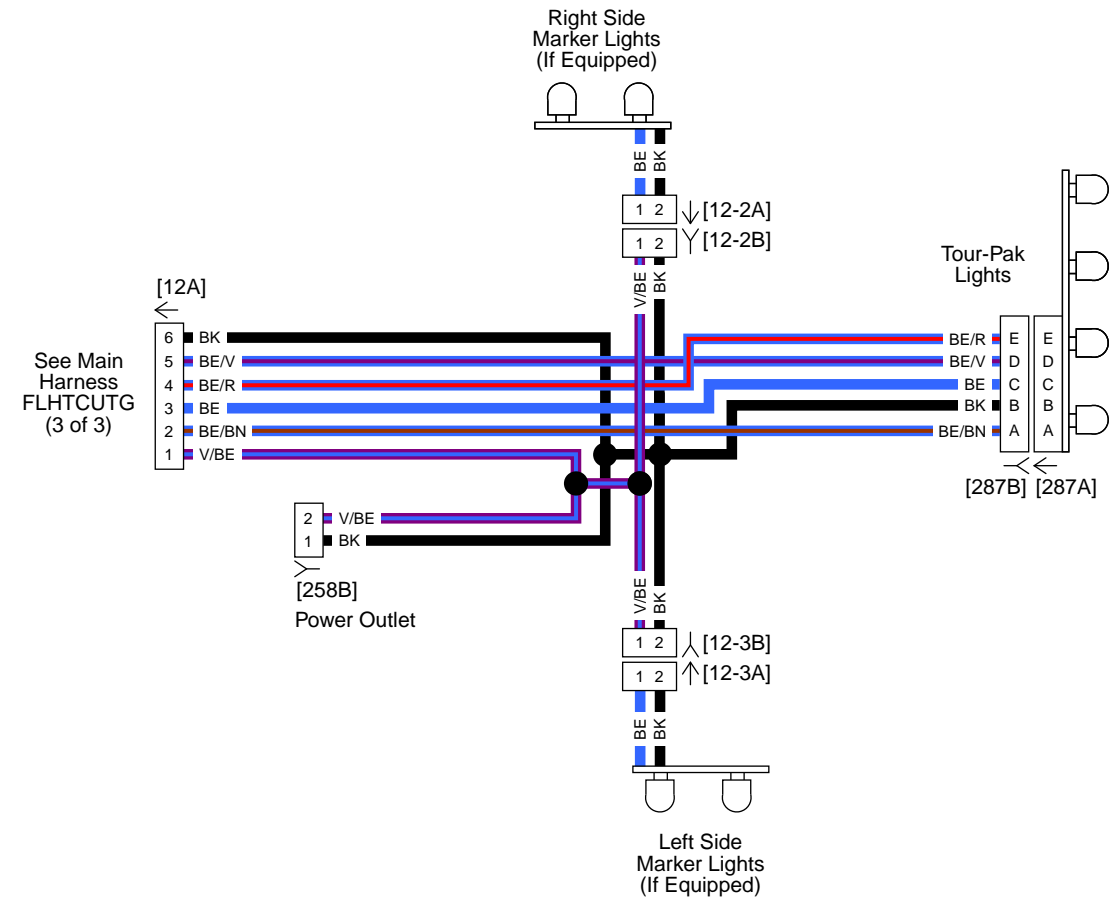 Right Side
Marker Lights
(If Equipped)
BE
BK
1 2
[12-2A]
1 2
[12-2B]
V/BE
BK
Tour-Pak
Lights
[12A]
See Main
Harness
FLHTCUTG
(3 of 3)
6 BK
5 BE/V
4 BE/R
3 BE
2 BE/BN
1 V/BE
BE/R E E
BE/V D D
BE C C
BK B B
BE/BN A A
[287B] [287A]
2 V/BE
1 BK
[258B]
Power Outlet
V/BE
BK
1 2
[12-3B]
1 2
[12-3A]
BE
BK
Left Side
Marker Lights
(If Equipped)